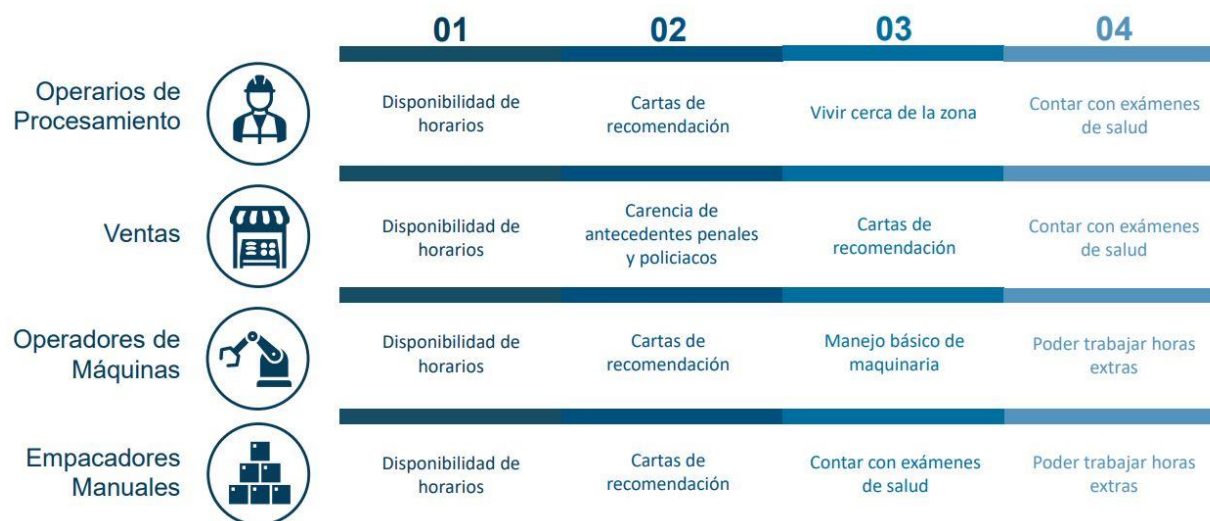 01
02
03
04
Operarios de
Procesamiento
Disponibilidad de
horarios
Cartas de
recomendación
Vivir cerca de la zona
Contar con exámenes
de salud
Ventas
Disponibilidad de
horarios
Carencia de
antecedentes penales
y policiacos
Cartas de
recomendación
Contar con exámenes
de salud
Operadores de
Máquinas
Disponibilidad de
horarios
Cartas de
recomendación
Manejo básico de
maquinaria
Poder trabajar horas
extras
Empacadores
Manuales
Disponibilidad de
horarios
Cartas de
recomendación
Contar con exámenes
de salud
Poder trabajar horas
extras